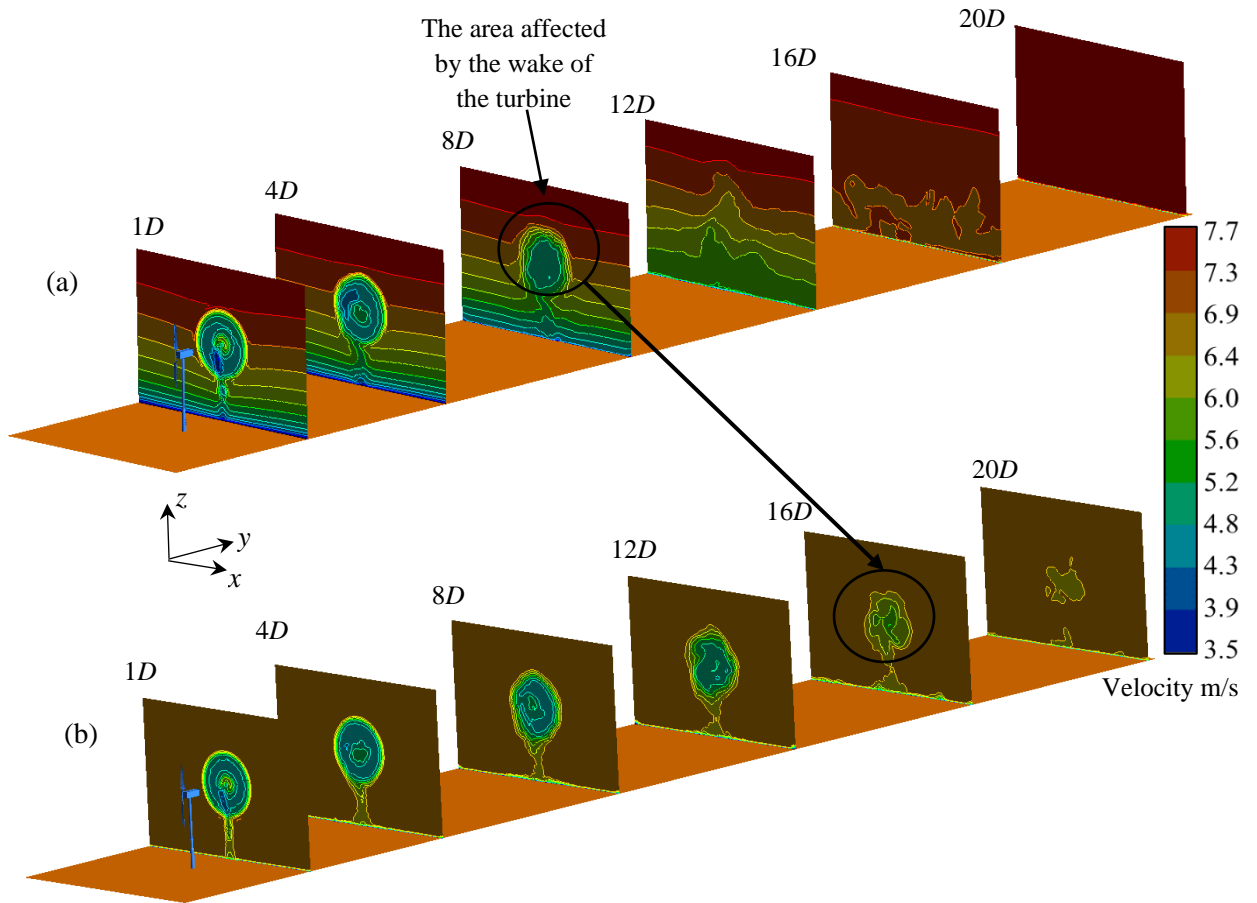 The area affected
by the wake of
the turbine
20D
16D
12D
8D
4D
1D
(a)
7.7
7.3
6.9
6.4
6.0
5.6
5.2
4.8
4.3
3.9
3.5
Velocity m/s
z
y
x
20D
16D
12D
8D
4D
1D
(b)